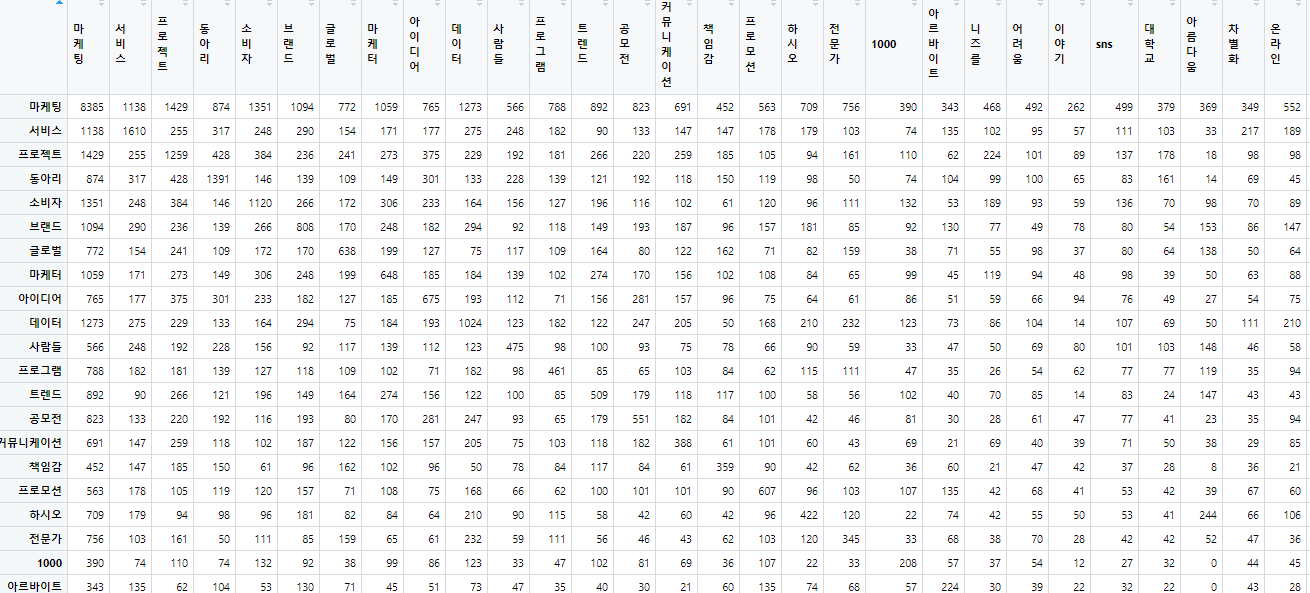 마케팅 서비스 프로젝트 동아리 소비자 브랜드 글로벌 마케터 아이디어 데이터 사람들 프로그램 트렌드 공모전 커뮤니케이션 책임감 프로모션 하시오 전문가 1000 아르바이트 니즈를 어려움 이야기 sns 대학교 아름다움 차별화 온라인
마케팅 8385 1138 1429 874 1351 1094 772 1059 765 1273 566 788 892 823 691 452 563 709 756 390 343 468 492 262 499 379 369 349 552
서비스 1138 1610 255 317 248 290 154 171 177 275 248 182 90 133 147 147 178 179 103 74 135 102 95 57 111 103 33 217 189
프로젝트 1429 255 1259 428 384 236 241 273 375 229 192 181 266 220 259 185 105 94 161 110 62 224 101 89 137 178 18 98 98
동아리 874 317 428 1391 146 139 109 149 301 133 228 139 121 192 118 150 119 98 50 74 104 99 100 65 83 161 14 69 45
소비자 1351 248 384 146 1120 266 172 306 233 164 156 127 196 116 102 61 120 96 111 132 53 189 93 59 136 70 98 70 89
브랜드 1094 290 236 139 266 808 170 248 182 294 92 118 149 193 187 96 157 181 85 92 130 77 49 78 80 54 153 86 147
글로벌 772 154 241 109 172 170 638 199 127 75 117 109 164 80 122 162 71 82 159 38 71 55 98 37 80 64 138 50 64
마케터 1059 171 273 149 306 248 199 648 185 184 139 102 274 170 156 102 108 84 65 99 45 119 94 48 98 39 50 63 88
아이디어 765 177 375 301 233 182 127 185 675 193 112 71 156 281 157 96 75 64 61 86 51 59 66 94 76 49 27 54 75
데이터 1273 275 229 133 164 294 75 184 193 1024 123 182 122 247 205 50 168 210 232 123 73 86 104 14 107 69 50 111 210
사람들 566 248 192 228 156 92 117 139 112 123 475 98 100 93 75 78 66 90 59 33 47 50 69 80 101 103 148 46 58
프로그램 788 182 181 139 127 118 109 102 71 182 98 461 85 65 103 84 62 115 111 47 35 26 54 62 77 77 119 35 94
트렌드 892 90 266 121 196 149 164 274 156 122 100 85 509 179 118 117 100 58 56 102 40 70 85 14 83 24 147 43 43
공모전 823 133 220 192 116 193 80 170 281 247 93 65 179 551 182 84 101 42 46 81 30 28 61 47 77 41 23 35 94
커뮤니케이션 691 147 259 118 102 187 122 156 157 205 75 103 118 182 388 61 101 60 43 69 21 69 40 39 71 50 38 29 85
책임감 452 147 185 150 61 96 162 102 96 50 78 84 117 84 61 359 90 42 62 36 60 21 47 42 37 28 8 36 21
프로모션 563 178 105 119 120 157 71 108 75 168 66 62 100 101 101 90 607 96 103 107 135 42 68 41 53 42 39 67 60
하시오 709 179 94 98 96 181 82 84 64 210 90 115 58 42 60 42 96 422 120 22 74 42 55 50 53 41 244 66 106
전문가 756 103 161 50 111 85 159 65 61 232 59 111 56 46 43 62 103 120 345 33 68 38 70 28 42 42 52 47 36
1000 390 74 110 74 132 92 38 99 86 123 33 47 102 81 69 36 107 22 33 208 57 37 54 12 27 32 0 44 45
아르바이트 343 135 62 104 53 130 71 45 51 73 47 35 40 30 21 60 135 74 68 57 224 30 39 22 32 22 0 43 28